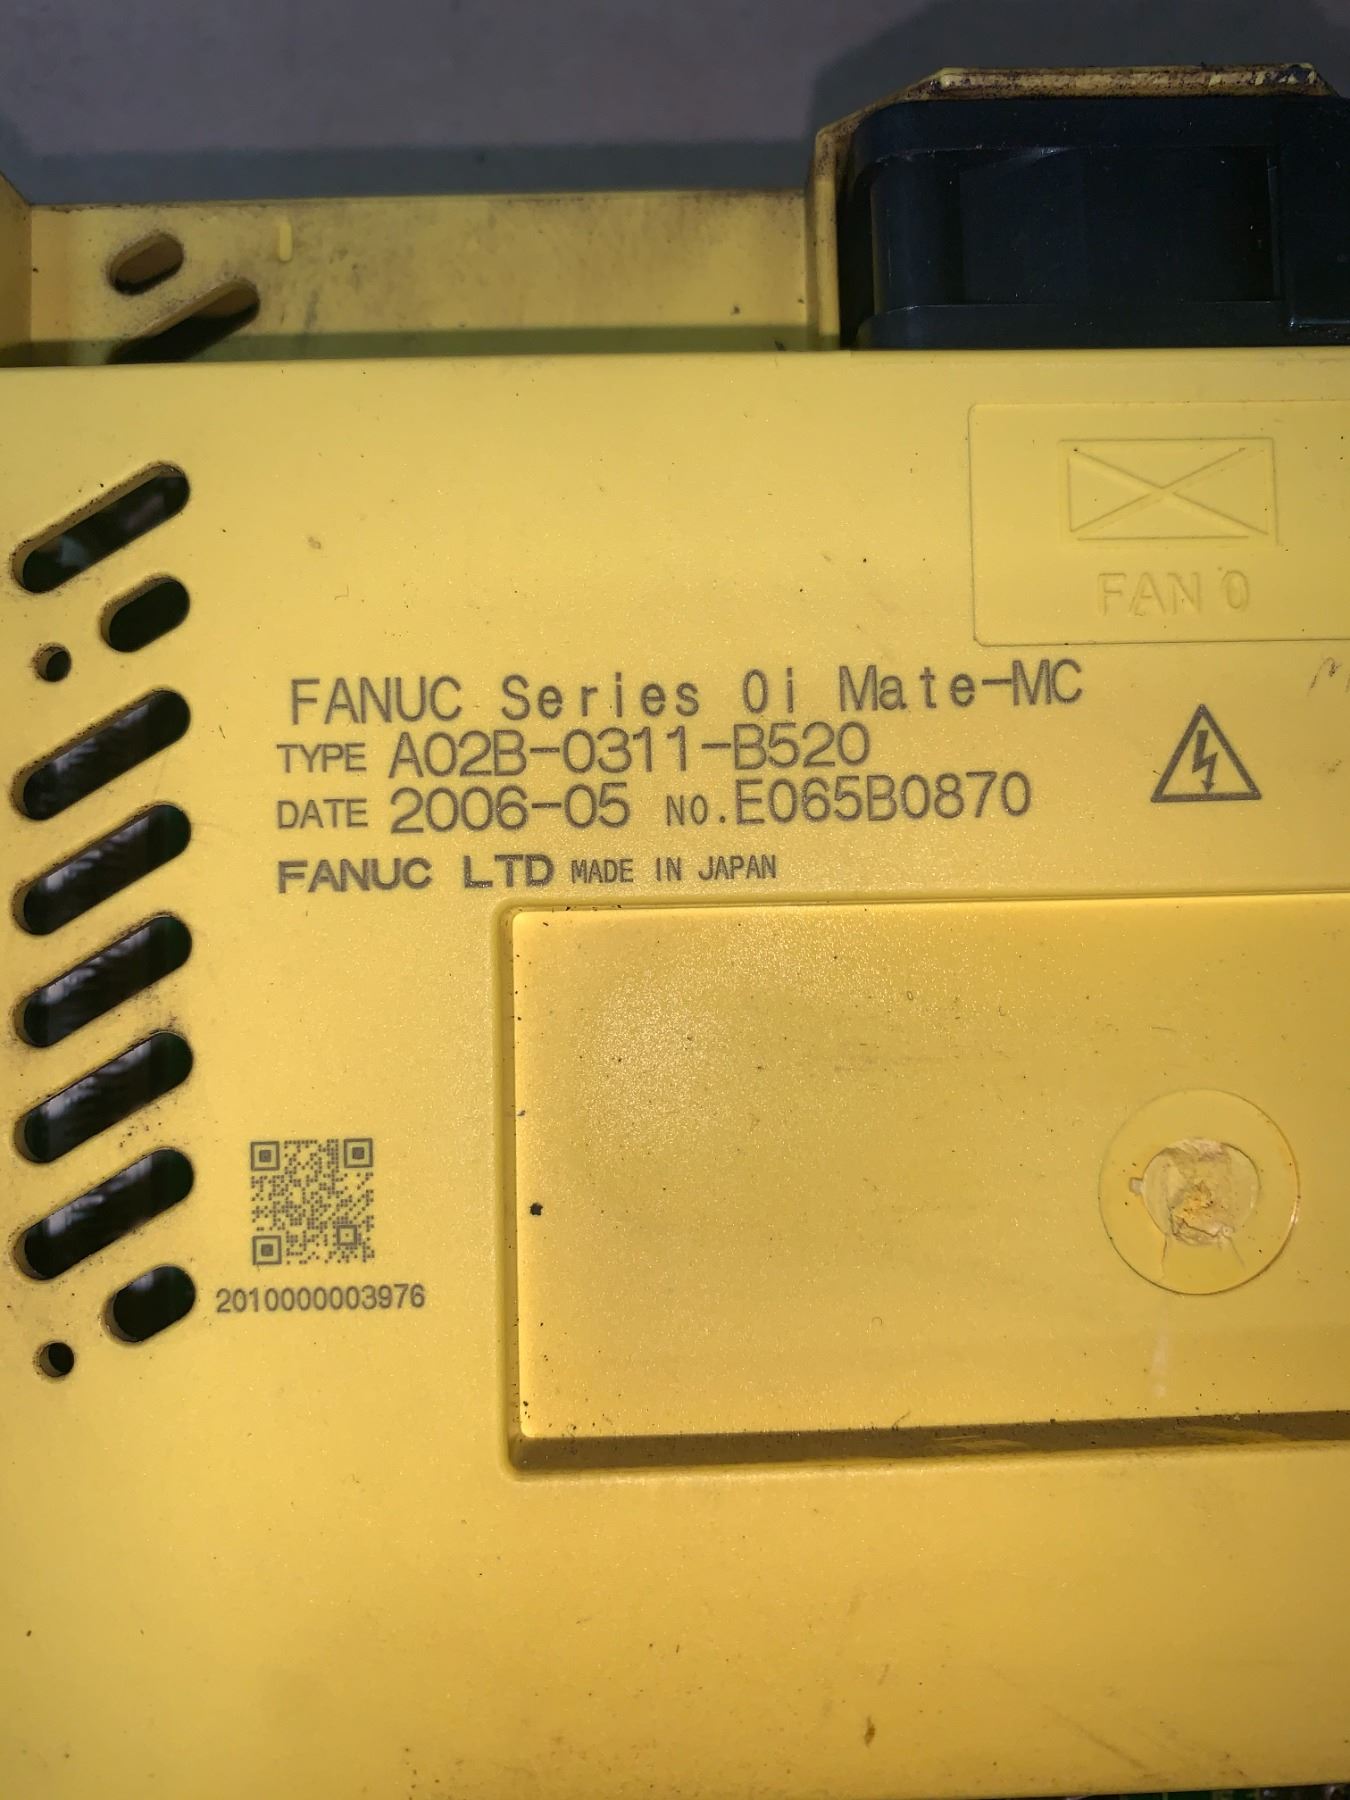 FAN 0
FANUC Series 0i Mate-MC
TYPE A02B-0311-B520
DATE 2006-05 NO.E065B0870
FANUC LTD MADE IN JAPAN
2010000003976